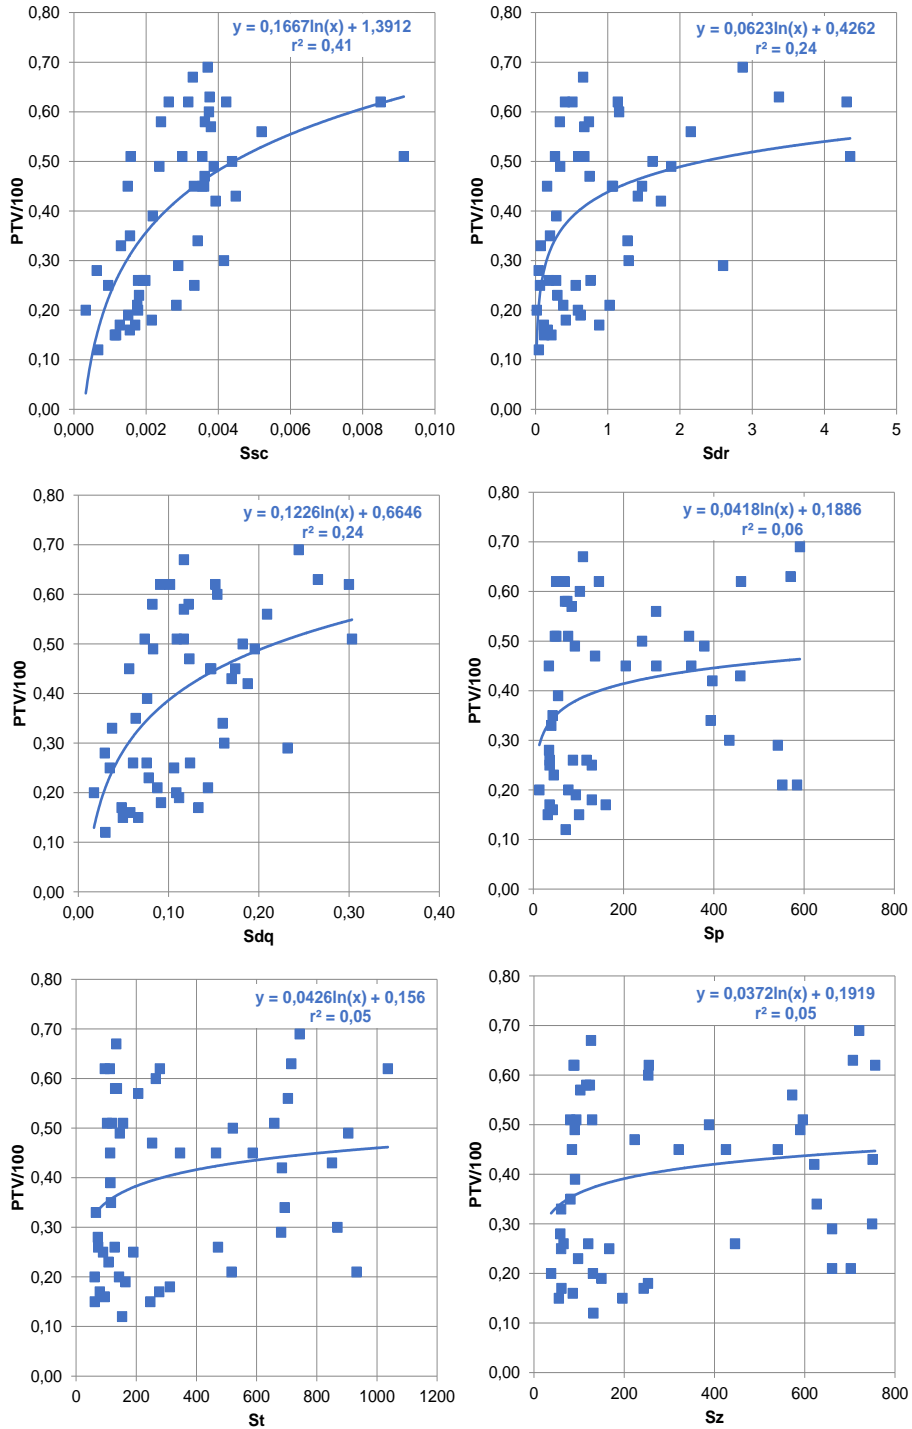 0,80
y = 0,1667ln(x) + 1,3912
r² = 0,41
0,70
0,60
0,50
0,40
0,30
0,20
0,10
0,00
PTV/100
0,000 0,002 0,004 0,006 0,008 0,010
Ssc
0,80
y = 0,0623ln(x) + 0,4262
r² = 0,24
0,70
0,60
0,50
0,40
0,30
0,20
0,10
0,00
PTV/100
0 1 2 3 4 5
Sdr
0,80
y = 0,1226ln(x) + 0,6646
r² = 0,24
0,70
0,60
0,50
0,40
0,30
0,20
0,10
0,00
PTV/100
0,00 0,10 0,20 0,30 0,40
Sdq
0,80
y = 0,0418ln(x) + 0,1886
r² = 0,06
0,70
0,60
0,50
0,40
0,30
0,20
0,10
0,00
PTV/100
0 200 400 600 800
Sp
0,80
y = 0,0426ln(x) + 0,156
r² = 0,05
0,70
0,60
0,50
0,40
0,30
0,20
0,10
0,00
PTV/100
0 200 400 600 800 1000 1200
St
0,80
y = 0,0372ln(x) + 0,1919
r² = 0,05
0,70
0,60
0,50
0,40
0,30
0,20
0,10
0,00
PTV/100
0 200 400 600 800
Sz